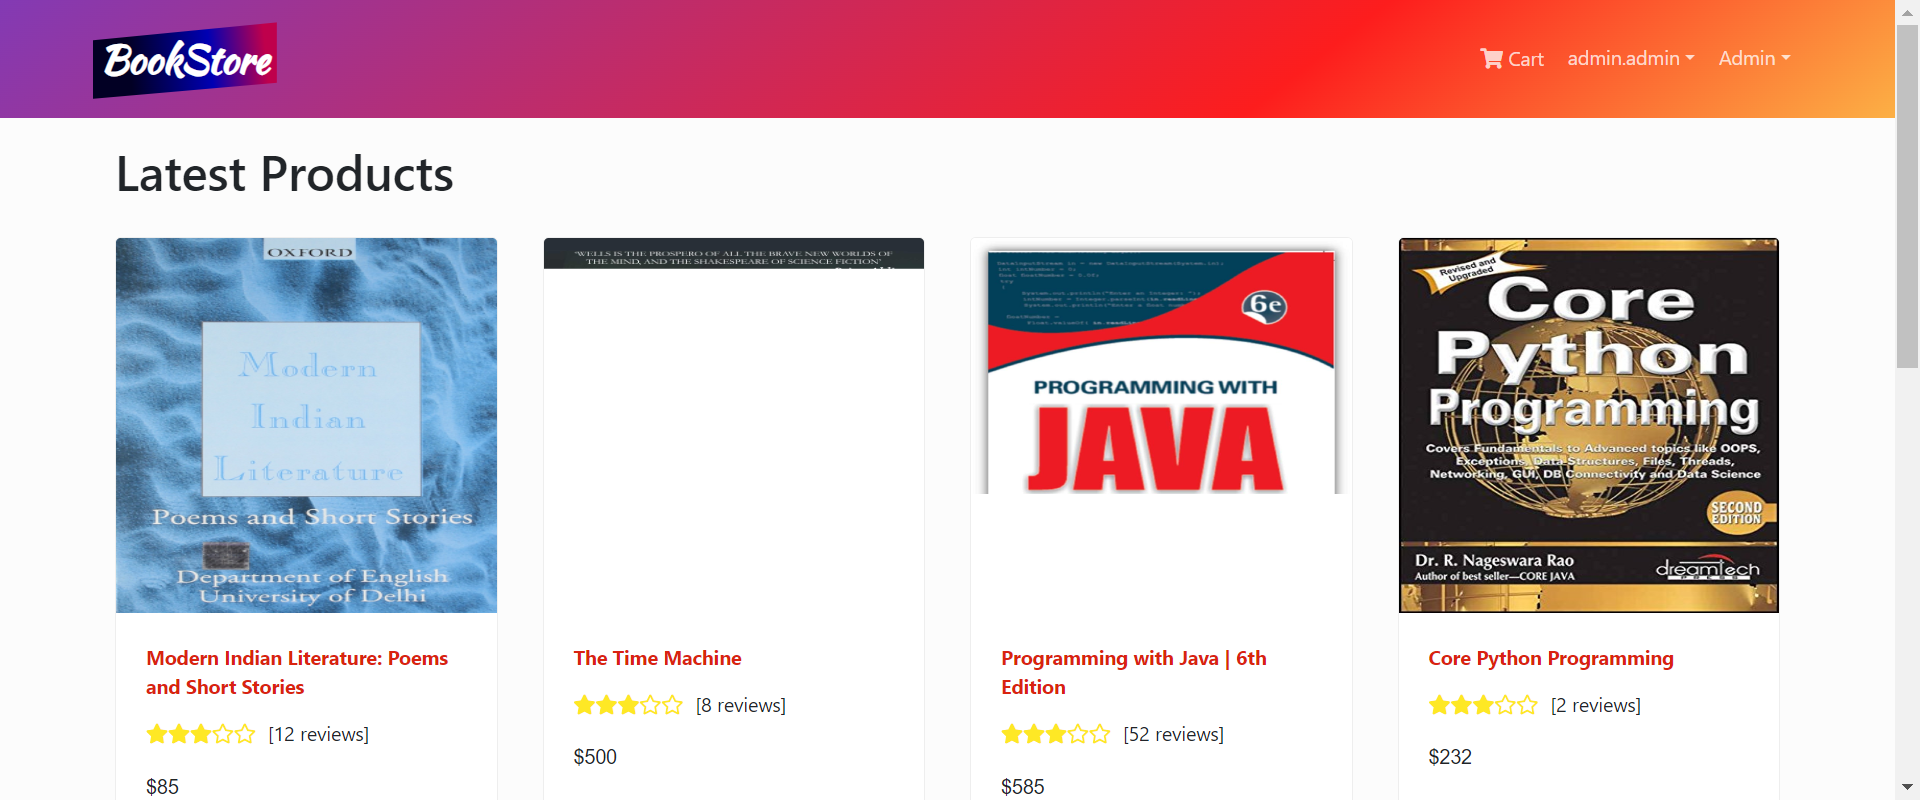 BookStore
Cart
admin.admin
Admin
Latest Products
OXFORD
Modern
Indian
Literature
Poems and Short Stories
Department of English
University of Delhi
Modern Indian Literature: Poems
and Short Stories
[12 reviews]
$85
"WELLS IS THE PROSPERO OF ALL THE BRAVE NEW WORLDS OF
THE MIND, AND THE SHAKESPEARE OF SCIENCE FICTION"
The Time Machine
[8 reviews]
$500
6e
PROGRAMMING WITH
JAVA
Programming with Java | 6th
Edition
[52 reviews]
$585
Revised and
Upgraded
Core
Python
Programming
Covers Fundamentals to Advanced topics like OOPS,
Exceptions, Data Structures, Files, Threads,
Networking, GUI, DB Connectivity and Data Science
SECOND
EDITION
Dr. R. Nageswara Rao
Author of best seller—CORE JAVA
dreamtech
PRESS
Core Python Programming
[2 reviews]
$232